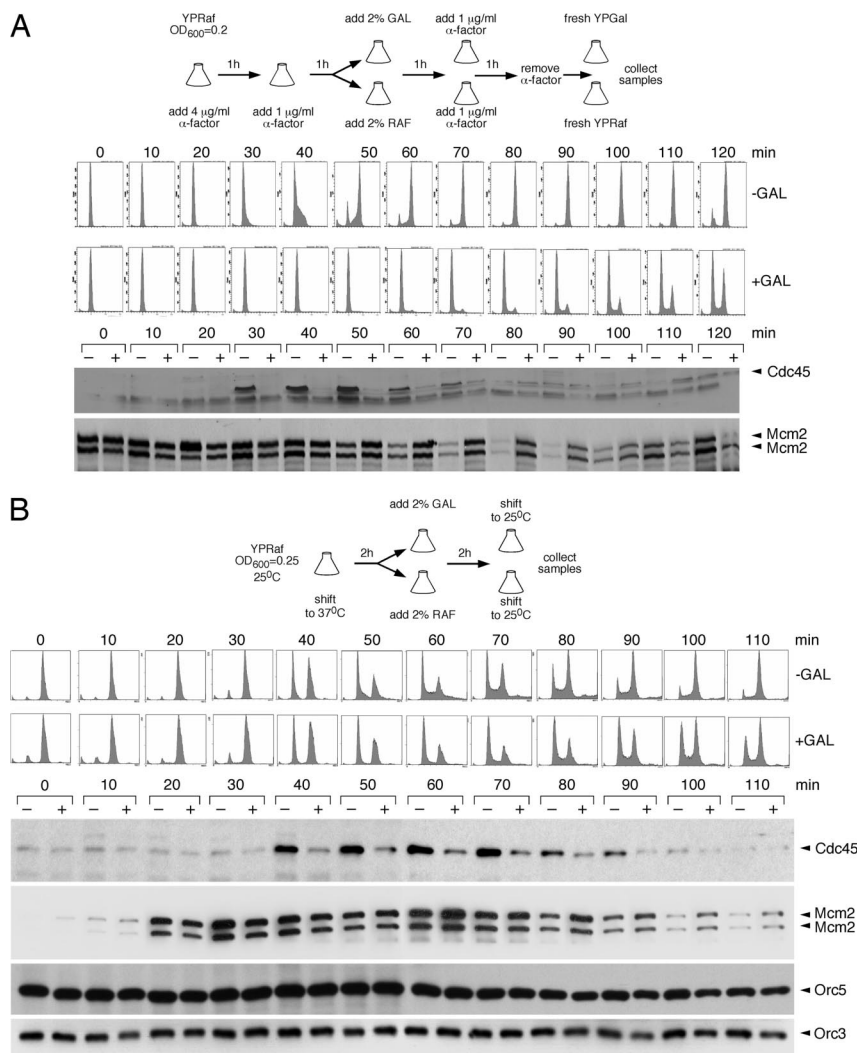 A
YPRaf
OD600=0.2
add 2% GAL
add 1 µg/ml
α-factor
fresh YPGal
1h
1h
1h
1h
remove
α-factor
collect
samples
add 4 µg/ml
α-factor
add 1 µg/ml
α-factor
add 2% RAF
add 1 µg/ml
α-factor
fresh YPRaf
0 10 20 30 40 50 60 70 80 90 100 110 120 min
-GAL
+GAL
0 10 20 30 40 50 60 70 80 90 100 110 120 min
– + – + – + – + – + – + – + – + – + – + – + – + – +
Cdc45
Mcm2
Mcm2
B
YPRaf
OD600=0.25
25⁰C
add 2% GAL
shift
to 25⁰C
2h
2h
collect
samples
shift
to 37⁰C
add 2% RAF
shift
to 25⁰C
0 10 20 30 40 50 60 70 80 90 100 110 min
-GAL
+GAL
0 10 20 30 40 50 60 70 80 90 100 110 min
– + – + – + – + – + – + – + – + – + – + – + – +
Cdc45
Mcm2
Mcm2
Orc5
Orc3